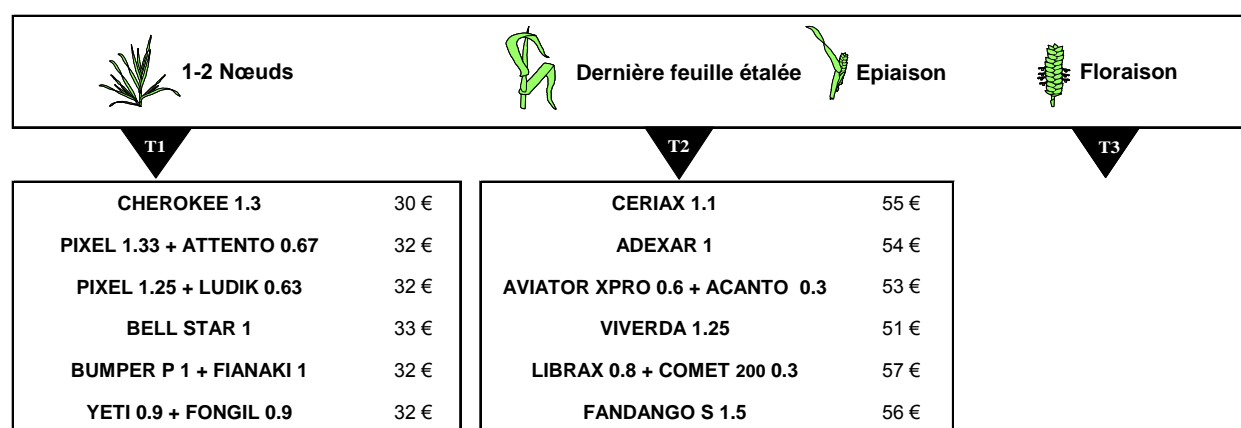 1-2 Nœuds
Dernière feuille étalée
Epiaison
Floraison
T1
T2
T3
CHEROKEE 1.3 30 €
PIXEL 1.33 + ATTENTO 0.67 32 €
PIXEL 1.25 + LUDIK 0.63 32 €
BELL STAR 1 33 €
BUMPER P 1 + FIANAKI 1 32 €
YETI 0.9 + FONGIL 0.9 32 €
CERIAX 1.1 55 €
ADEXAR 1 54 €
AVIATOR XPRO 0.6 + ACANTO 0.3 53 €
VIVERDA 1.25 51 €
LIBRAX 0.8 + COMET 200 0.3 57 €
FANDANGO S 1.5 56 €